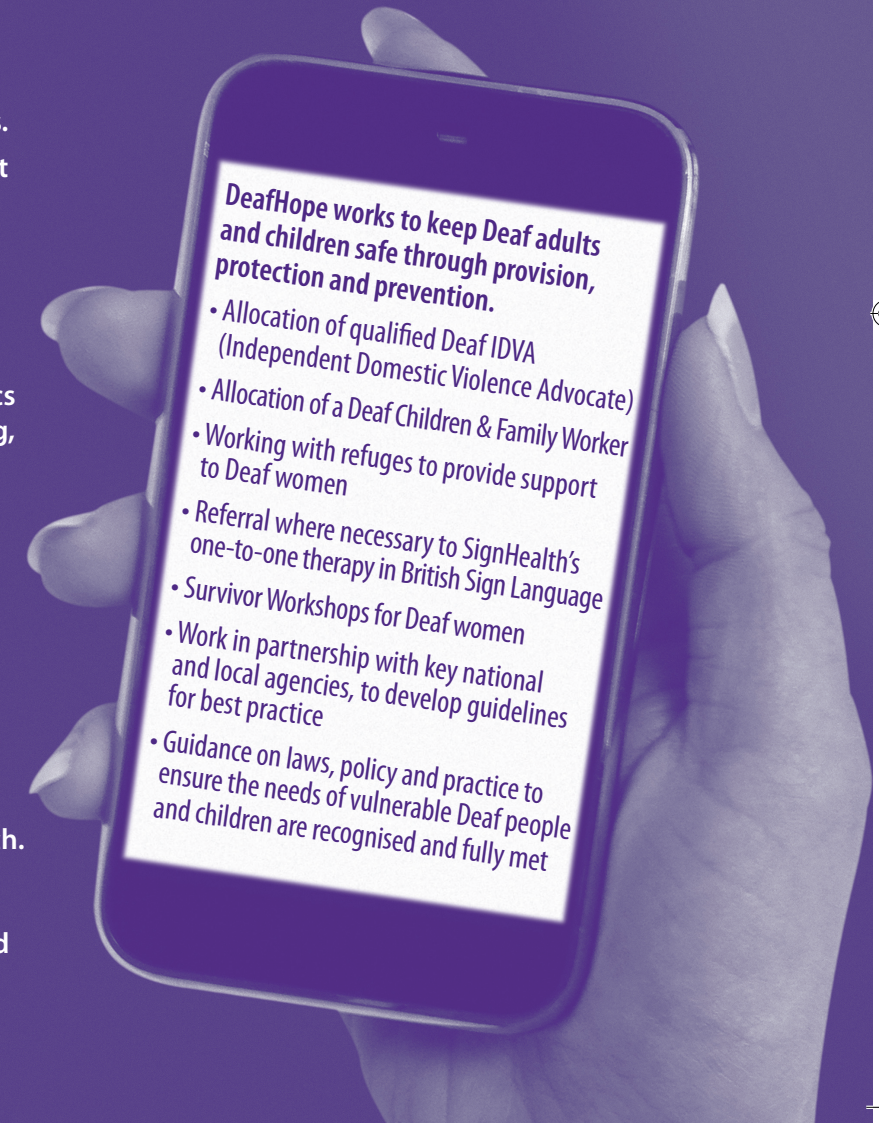 s.
t
ts
g,
h.
d
DeafHope works to keep Deaf adults
and children safe through provision,
protection and prevention.
• Allocation of qualified Deaf IDVA
(Independent Domestic Violence Advocate)
• Allocation of a Deaf Children & Family Worker
• Working with refuges to provide support
to Deaf women
• Referral where necessary to SignHealth’s
one-to-one therapy in British Sign Language
• Survivor Workshops for Deaf women
• Work in partnership with key national
and local agencies, to develop guidelines
for best practice
• Guidance on laws, policy and practice to
ensure the needs of vulnerable Deaf people
and children are recognised and fully met